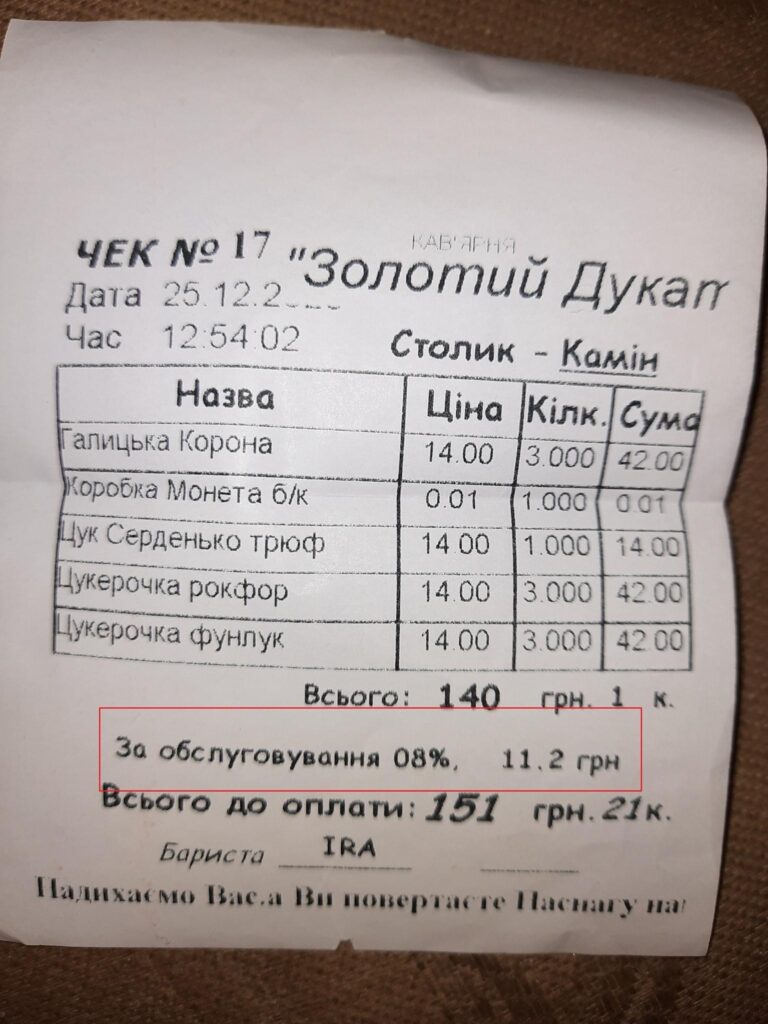 ЧЕК № 17
КАВ'ЯРНЯ
"Золотий Дукат
Дата 25.12.2
Час 12:54:02
Столик - Камін
Назва Ціна Кілк. Сума
Галицька Корона 14.00 3.000 42.00
Коробка Монета б/к 0.01 1.000 0.01
Цук Серденько трюф 14.00 1.000 14.00
Цукерочка рокфор 14.00 3.000 42.00
Цукерочка фунлук 14.00 3.000 42.00
Всього: 140 грн. 1 к.
За обслуговування 08%, 11.2 грн
Всього до оплати: 151 грн. 21 к.
Бариста IRA
Надихаємо Вас.а Ви повертаєте Наснагу на